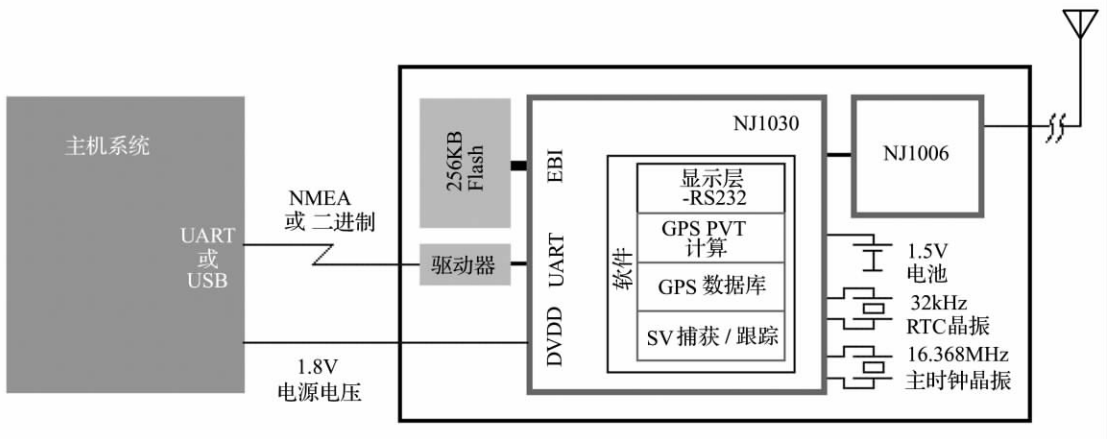 主机系统
UART
或
USB
NMEA
或 二进制
1.8V
电源电压
256KB
Flash
驱动器
EBI
UART
DVDD
NJ1030
软件
显示层
-RS232
GPS PVT
计算
GPS 数据库
SV 捕获 / 跟踪
NJ1006
1.5V
电池
32kHz
RTC晶振
16.368MHz
主时钟晶振